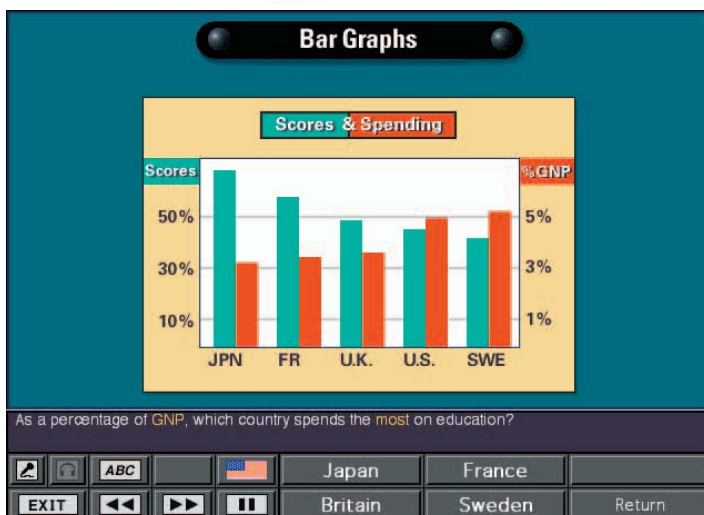 Bar Graphs
Scores & Spending
Scores
%GNP
50%
5%
30%
3%
10%
1%
JPN FR U.K. U.S. SWE
As a percentage of GNP, which country spends the most on education?
ABC Japan France
EXIT Britain Sweden Return